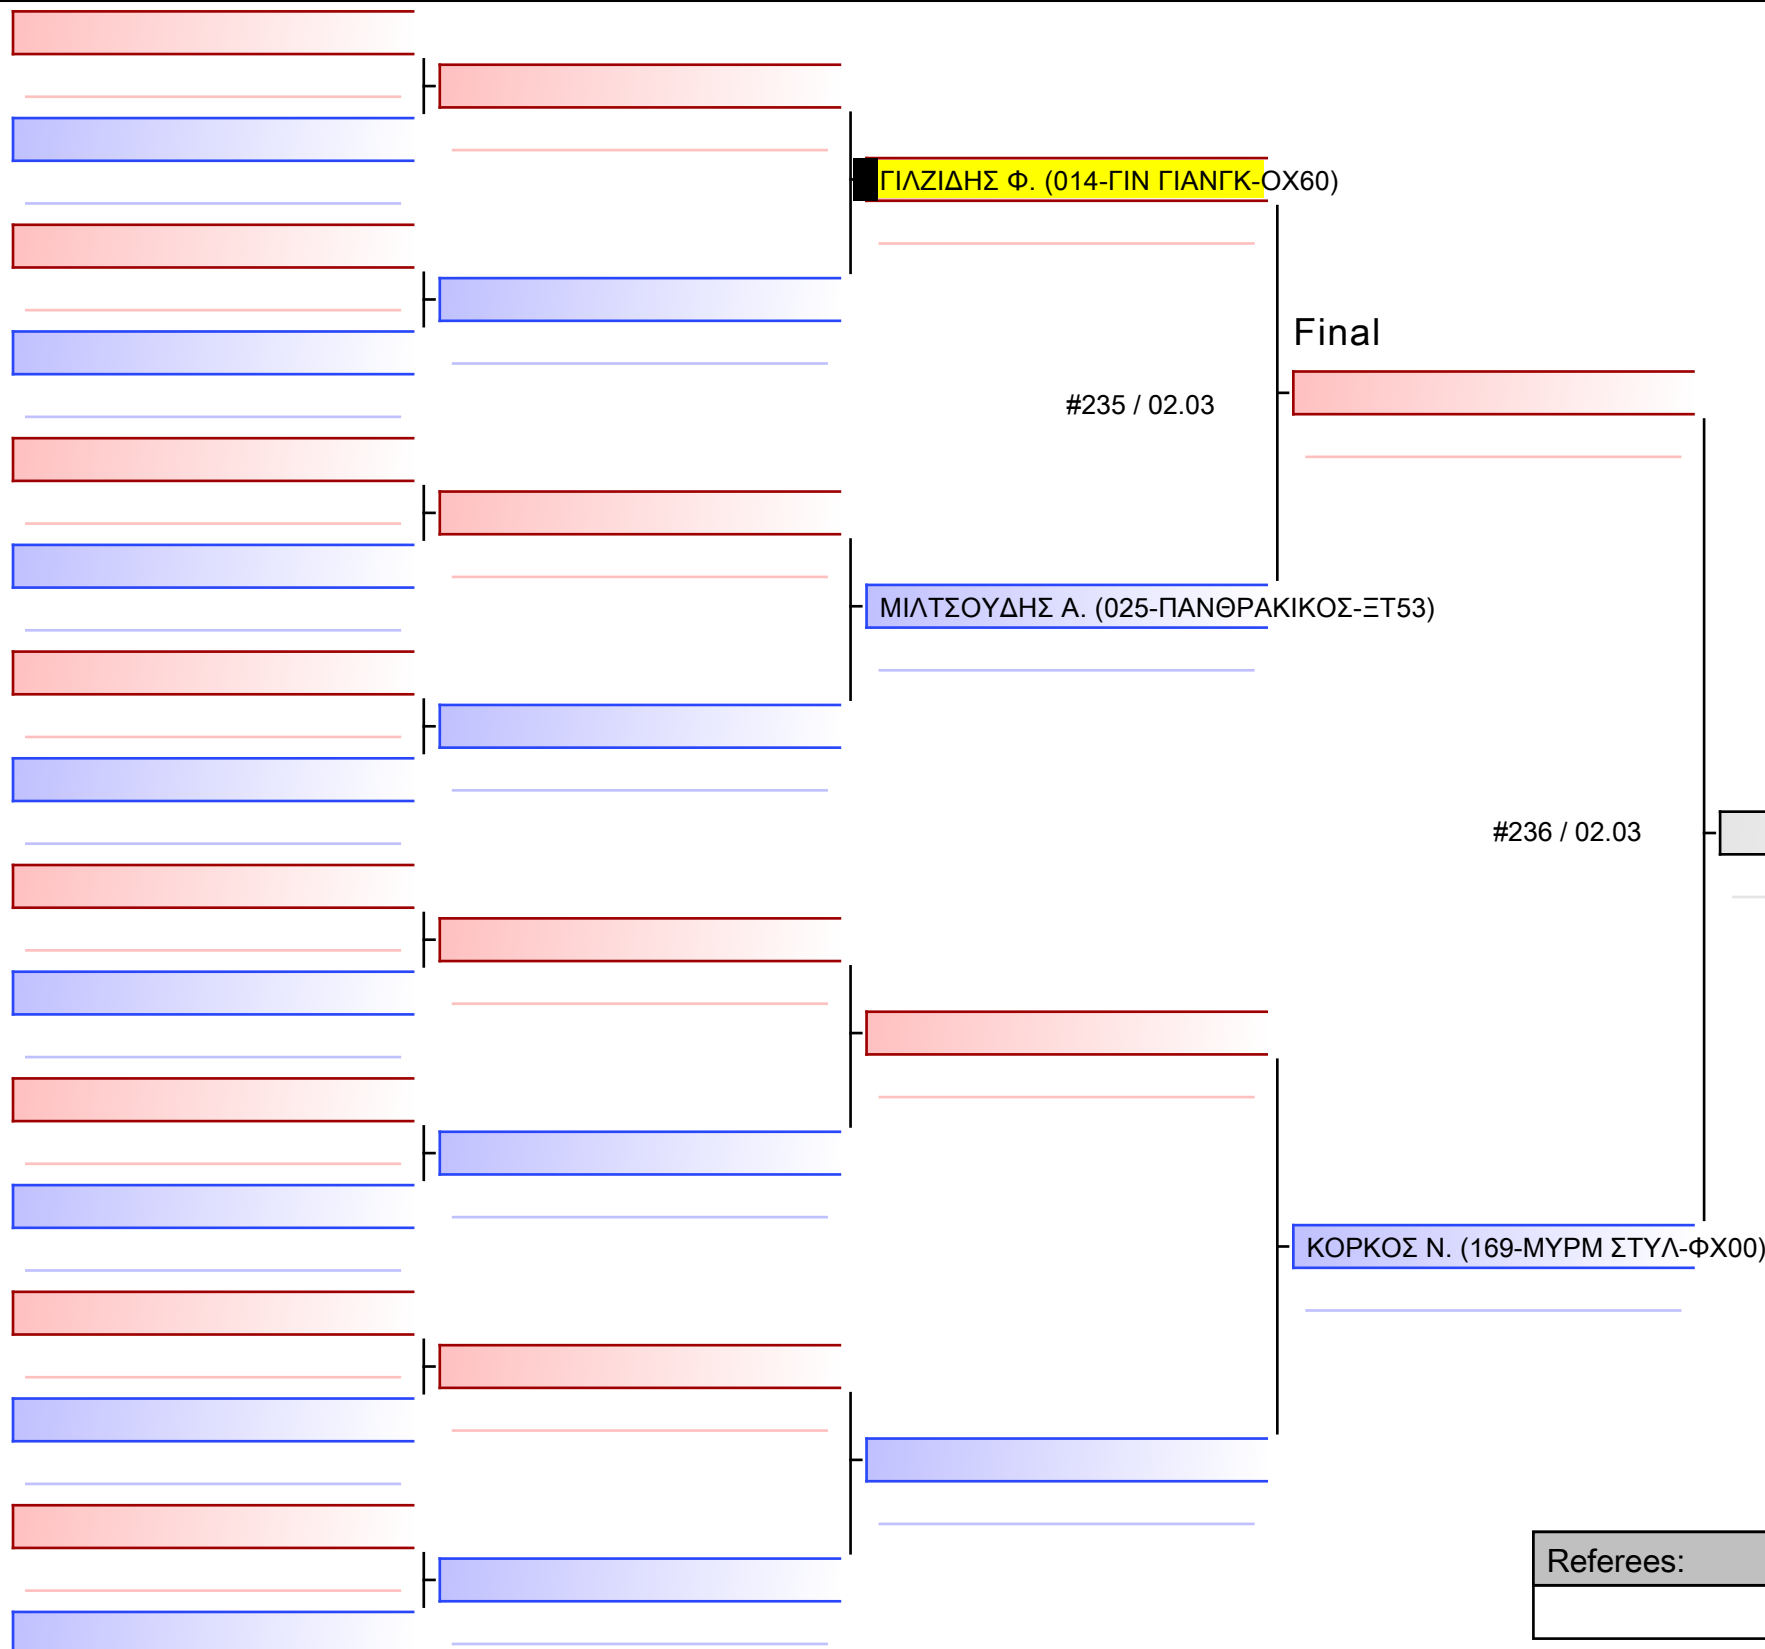 ΓΙΛΖΙΔΗΣ Φ. (014-ΓΙΝ ΓΙΑΝΓΚ-ΟΧ60)
Final
#235 / 02.03
ΜΙΛΤΣΟΥΔΗΣ Α. (025-ΠΑΝΘΡΑΚΙΚΟΣ-ΞΤ53)
#236 / 02.03
ΚΟΡΚΟΣ Ν. (169-ΜΥΡΜ ΣΤΥΛ-ΦΧ00)
Referees: